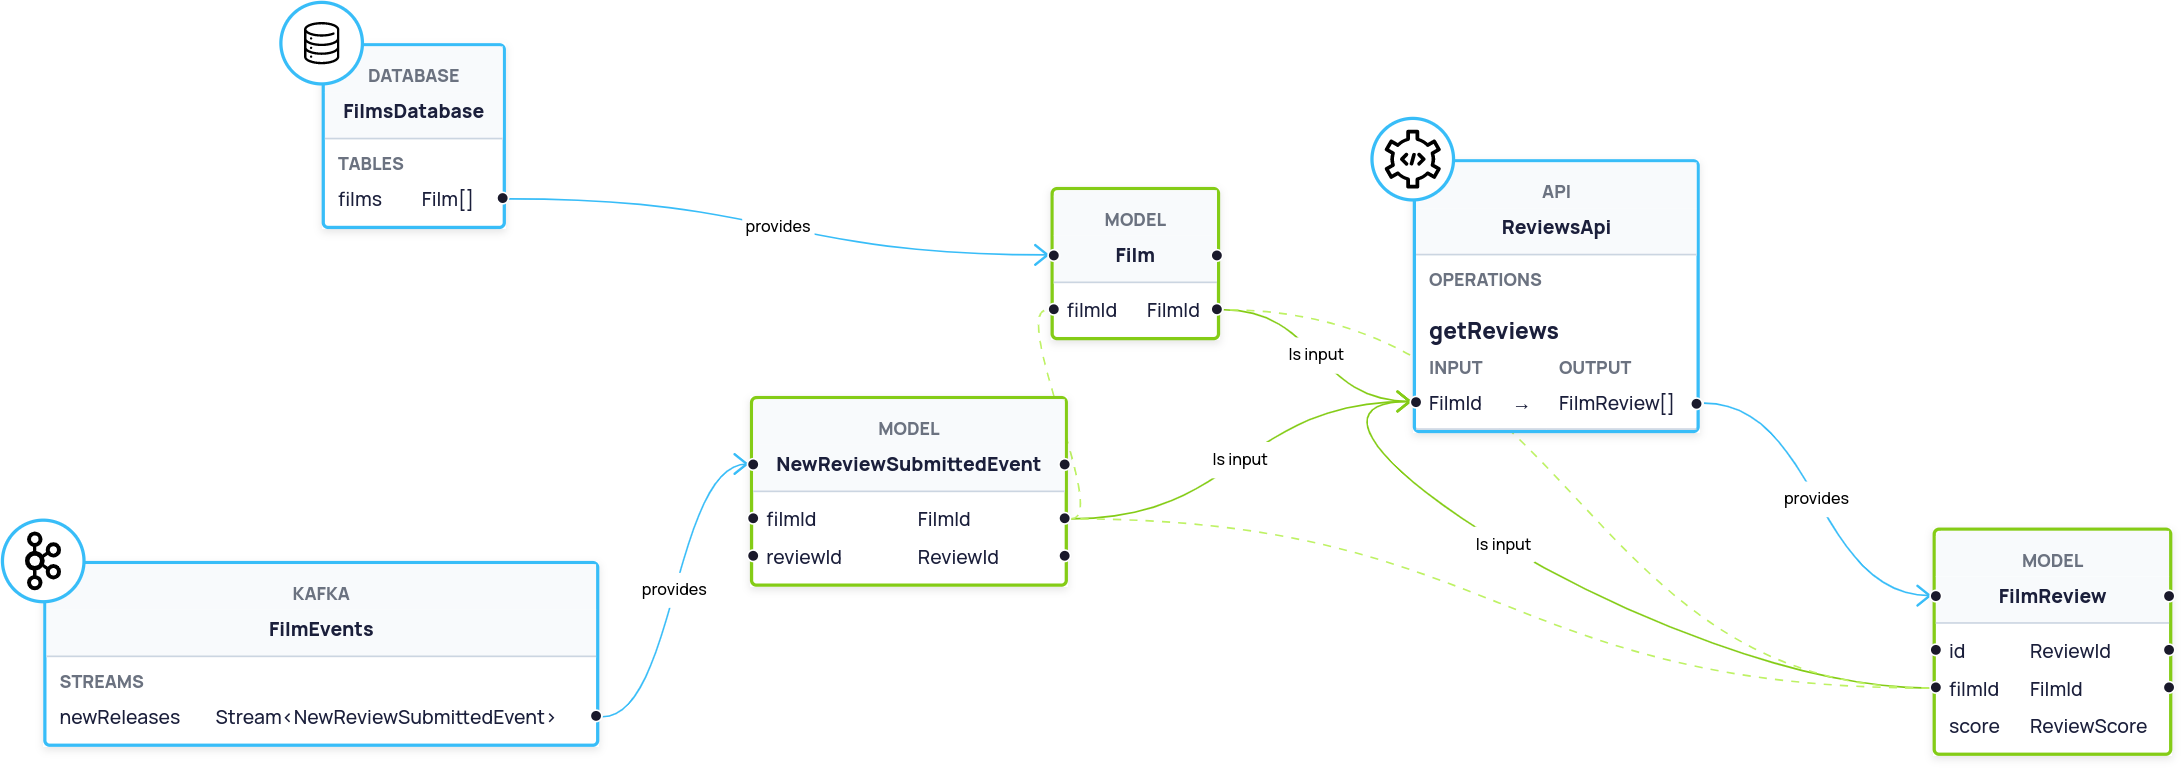 DATABASE
FilmsDatabase
TABLES
films Film[]
provides
MODEL
Film
filmId FilmId
API
ReviewsApi
OPERATIONS
getReviews
INPUT OUTPUT
FilmId → FilmReview[]
Is input
MODEL
NewReviewSubmittedEvent
filmId FilmId
reviewId ReviewId
Is input
Is input
provides
provides
KAFKA
FilmEvents
STREAMS
newReleases Stream<NewReviewSubmittedEvent>
MODEL
FilmReview
id ReviewId
filmId FilmId
score ReviewScore